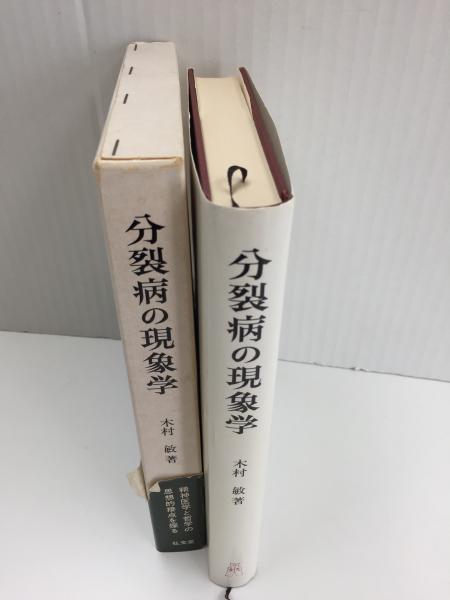 分裂病の現象学
木村 敏著
精神医学と哲学の
思想的接点を探る
弘文堂
分裂病の現象学
木村 敏著